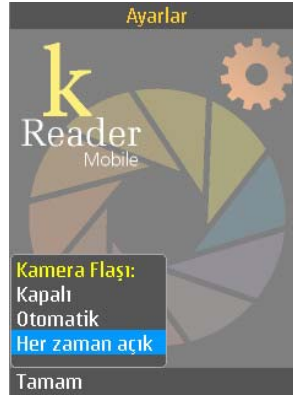 Ayarlar
k
Reader
Mobile
Kamera Flaşı:
Kapalı
Otomatik
Her zaman açık
Tamam